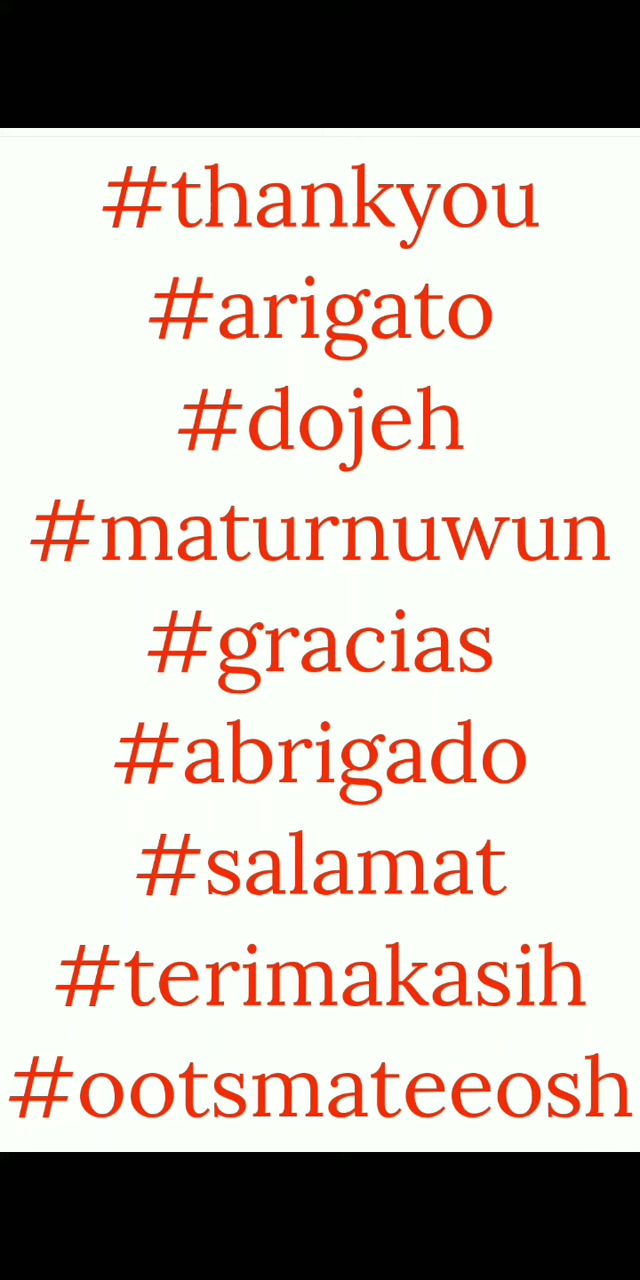 #thankyou
#arigato
#dojeh
#maturnuwun
#gracias
#abrigado
#salamat
#terimakasih
#ootsmateeosh